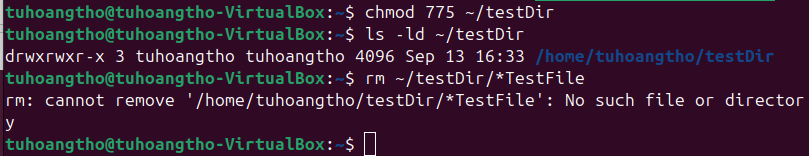 tuhoangtho@tuhoangtho-VirtualBox:~$ chmod 775 ~/testDir
tuhoangtho@tuhoangtho-VirtualBox:~$ ls -ld ~/testDir
drwxrwxr-x 3 tuhoangtho tuhoangtho 4096 Sep 13 16:33 /home/tuhoangtho/testDir
tuhoangtho@tuhoangtho-VirtualBox:~$ rm ~/testDir/*TestFile
rm: cannot remove '/home/tuhoangtho/testDir/*TestFile': No such file or director
y
tuhoangtho@tuhoangtho-VirtualBox:~$